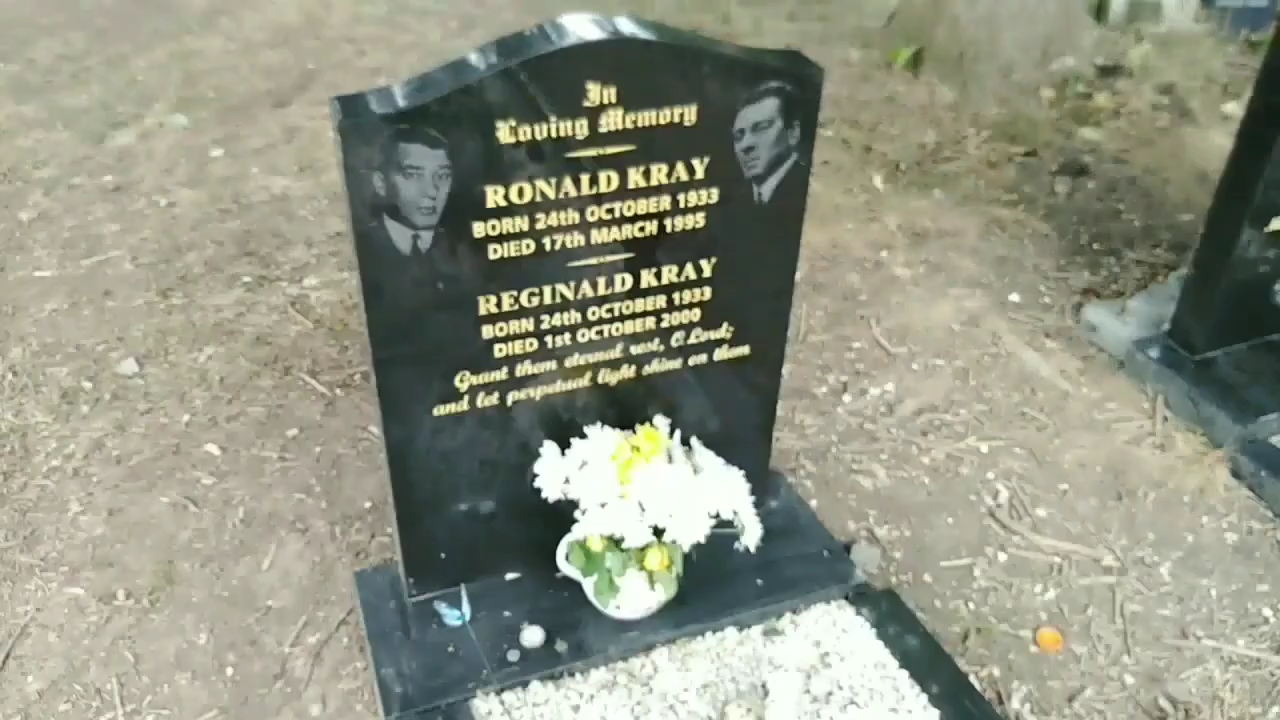 In
Loving Memory
RONALD KRAY
BORN 24th OCTOBER 1933
DIED 17th MARCH 1995
REGINALD KRAY
BORN 24th OCTOBER 1933
DIED 1st OCTOBER 2000
Grant them eternal rest, O Lord;
and let perpetual light shine on them